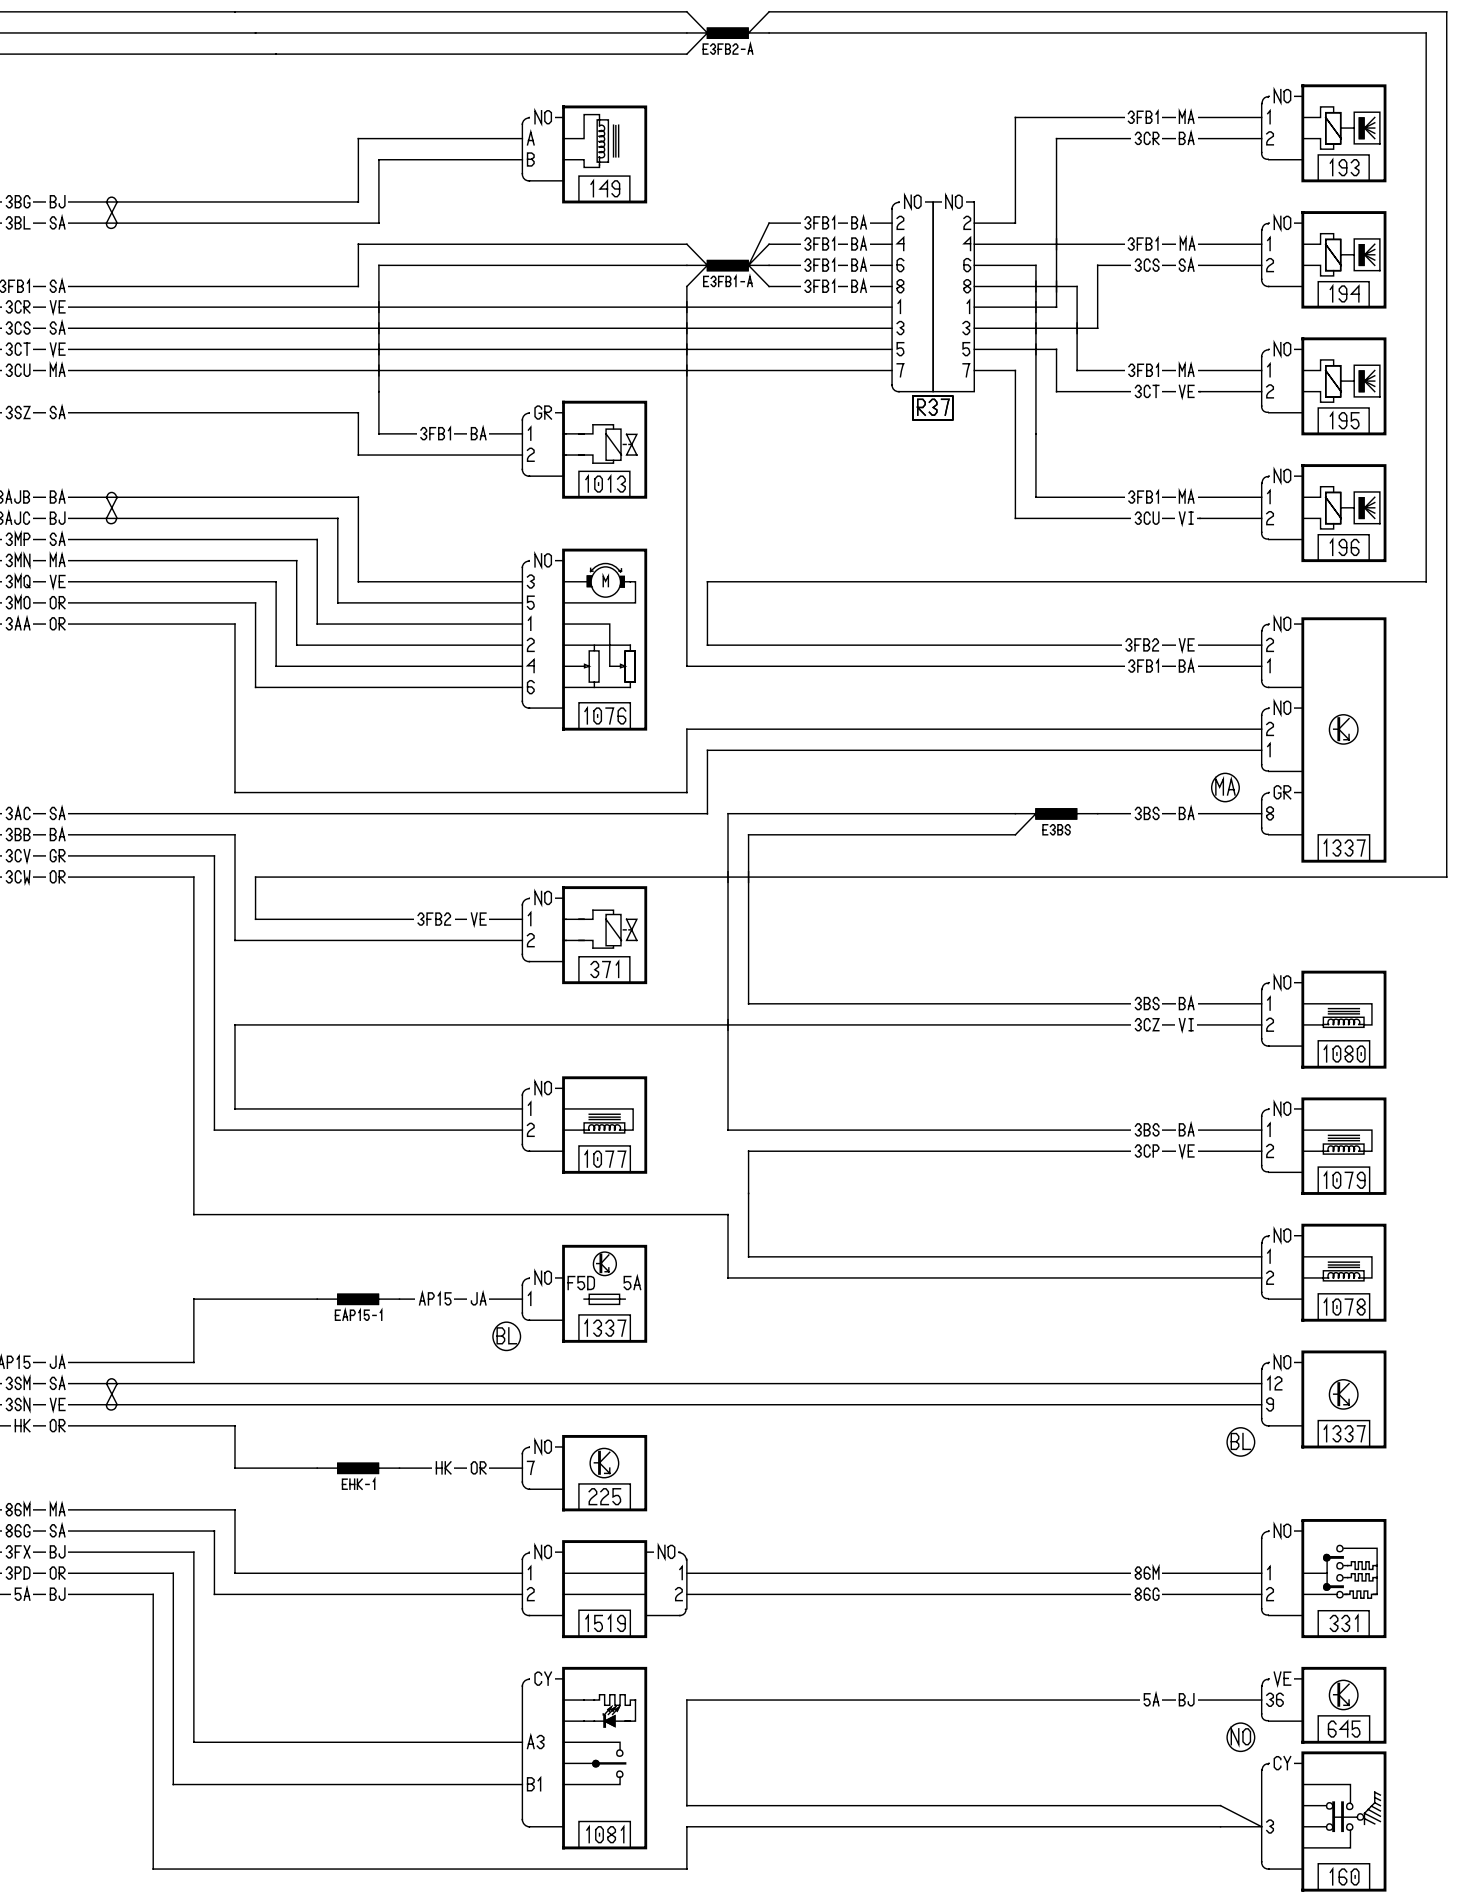 E3FB2-A
NO
A
B
149
3BG BJ
3BL SA
NO
1
2
193
3FB1 MA
3CR BA
NO NO
3FB1 BA 2 2
3FB1 BA 4 4
3FB1 BA 6 6
3FB1 BA 8 8
1 1
3 3
5 5
7 7
R37
E3FB1-A
3FB1 SA
3CR VE
3CS SA
3CT VE
3CU MA
NO
3FB1 MA 1
3CS SA 2
194
NO
3FB1 MA 1
3CT VE 2
195
3SZ SA
GR
3FB1 BA 1
2
1013
NO
3FB1 MA 1
3CU VI 2
196
3AJB BA
3AJC BJ
3MP SA
3MN MA
3MQ VE
3MO OR
3AA OR
NO
3
5
1
2
4
6
M
1076
NO
3FB2 VE 2
3FB1 BA 1
NO
2
1
MA
GR
E3BS 3BS BA 8
1337
3AC SA
3BB BA
3CV GR
3CW OR
NO
3FB2 VE 1
2
371
NO
3BS BA 1
3CZ VI 2
1080
NO
1
2
1077
NO
3BS BA 1
3CP VE 2
1079
NO
1
2
1078
NO
F5D 5A
EAP15-1 AP15 JA 1
1337
BL
AP15 JA
3SM SA
3SN VE
HK OR
NO
12
9
1337
BL
NO
EHK-1 HK OR 7
225
86M MA
86G SA
3FX BJ
3PD OR
5A BJ
NO NO
1 1
2 2
1519
NO
86M 1
86G 2
331
CY
A3
B1
1081
VE
5A BJ 36
645
NO
CY
3
160